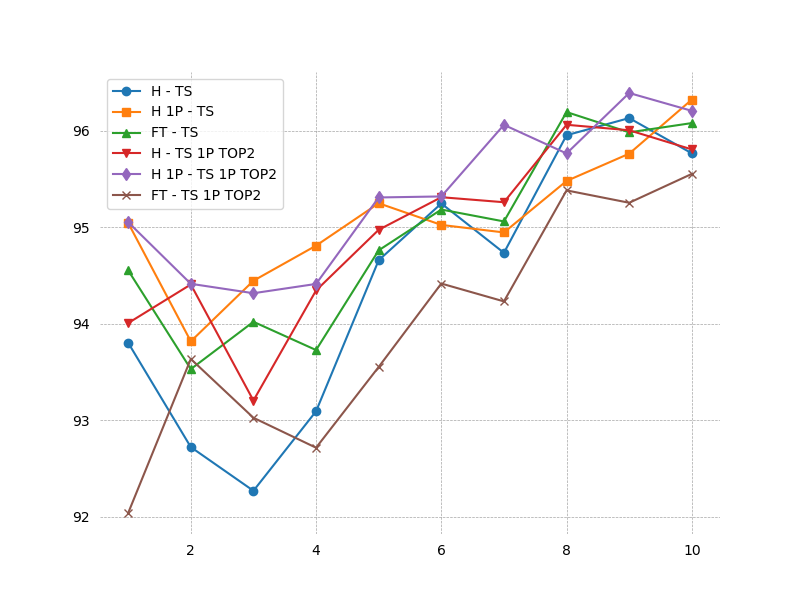 H - TS
H 1P - TS
FT - TS
H - TS 1P TOP2
H 1P - TS 1P TOP2
FT - TS 1P TOP2
96
95
94
93
92
2 4 6 8 10